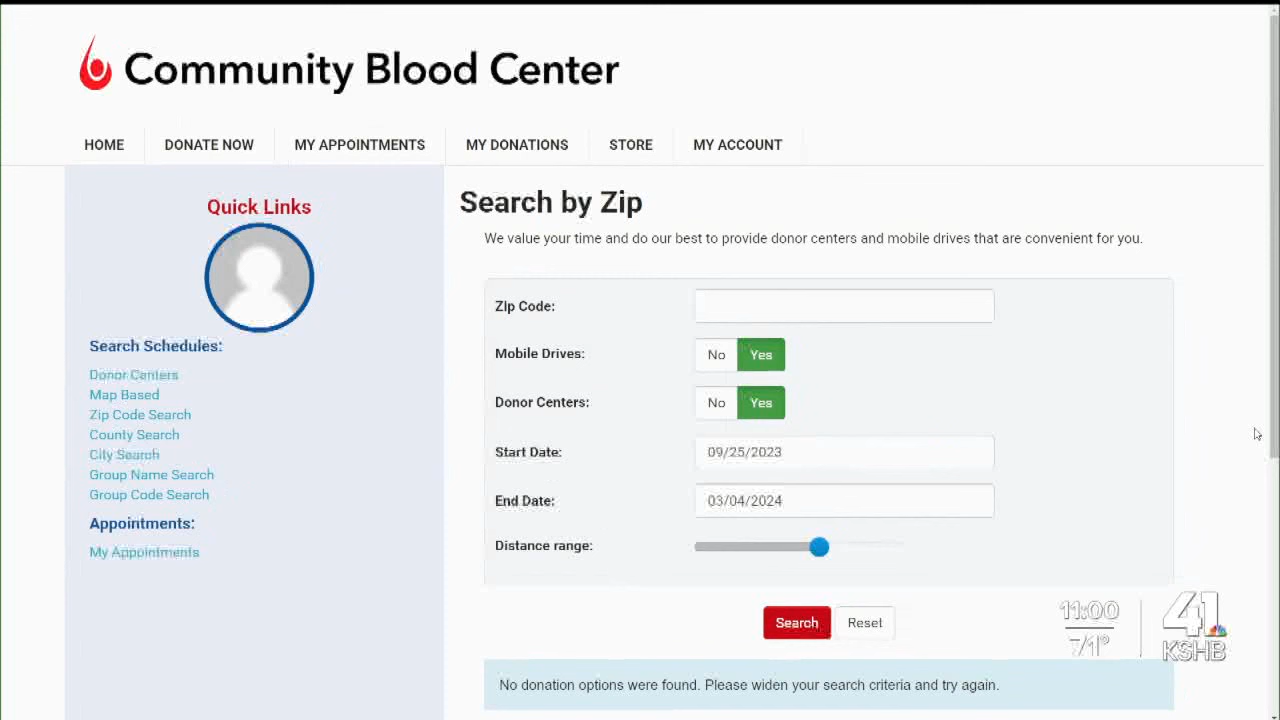 Community Blood Center
HOME DONATE NOW MY APPOINTMENTS MY DONATIONS STORE MY ACCOUNT
Quick Links
Search Schedules:
Donor Centers
Map Based
Zip Code Search
County Search
City Search
Group Name Search
Group Code Search
Appointments:
My Appointments
Search by Zip
We value your time and do our best to provide donor centers and mobile drives that are convenient for you.
Zip Code:
Mobile Drives: No Yes
Donor Centers: No Yes
Start Date: 09/25/2023
End Date: 03/04/2024
Distance range:
Search Reset
No donation options were found. Please widen your search criteria and try again.
11:00
71°
41
KSHB